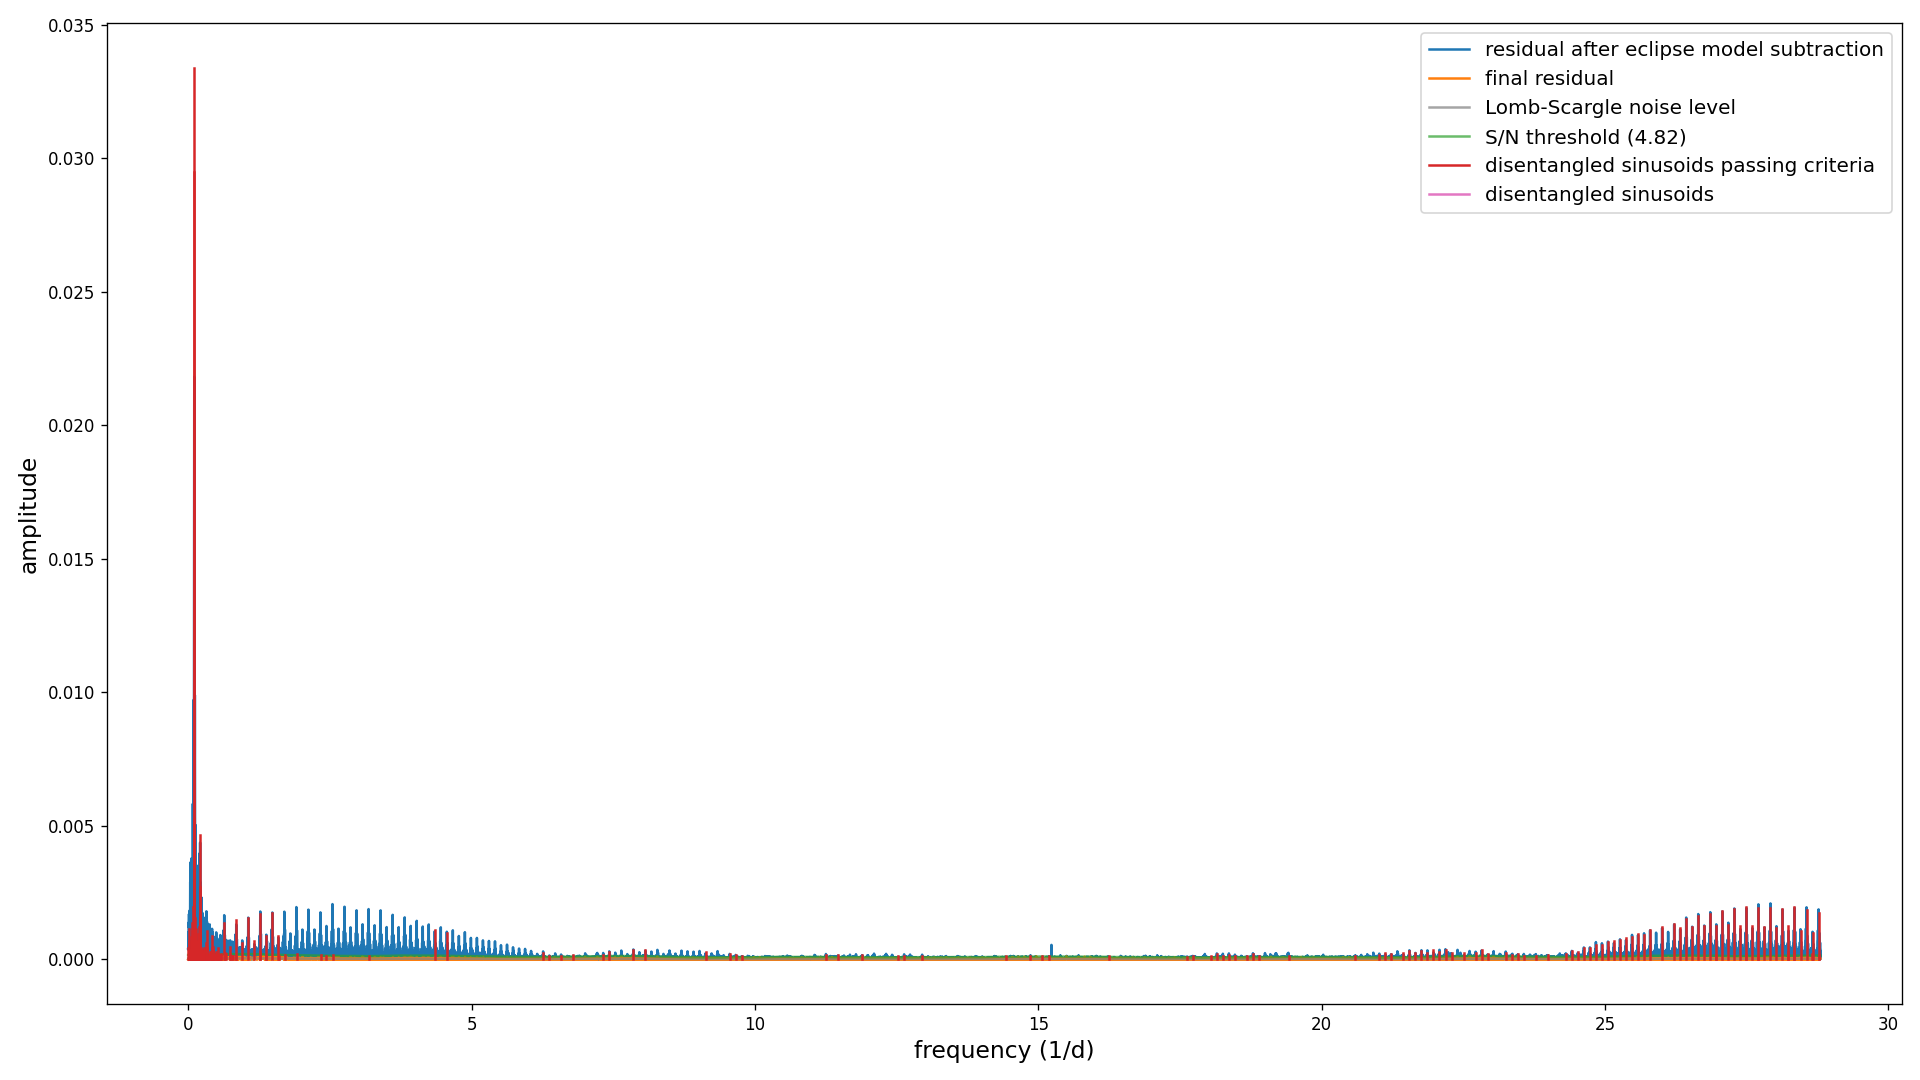 residual after eclipse model subtraction
final residual
Lomb-Scargle noise level
S/N threshold (4.82)
disentangled sinusoids passing criteria
disentangled sinusoids
0.035
0.030
0.025
0.020
0.015
0.010
0.005
0.000
amplitude
0 5 10 15 20 25 30
frequency (1/d)